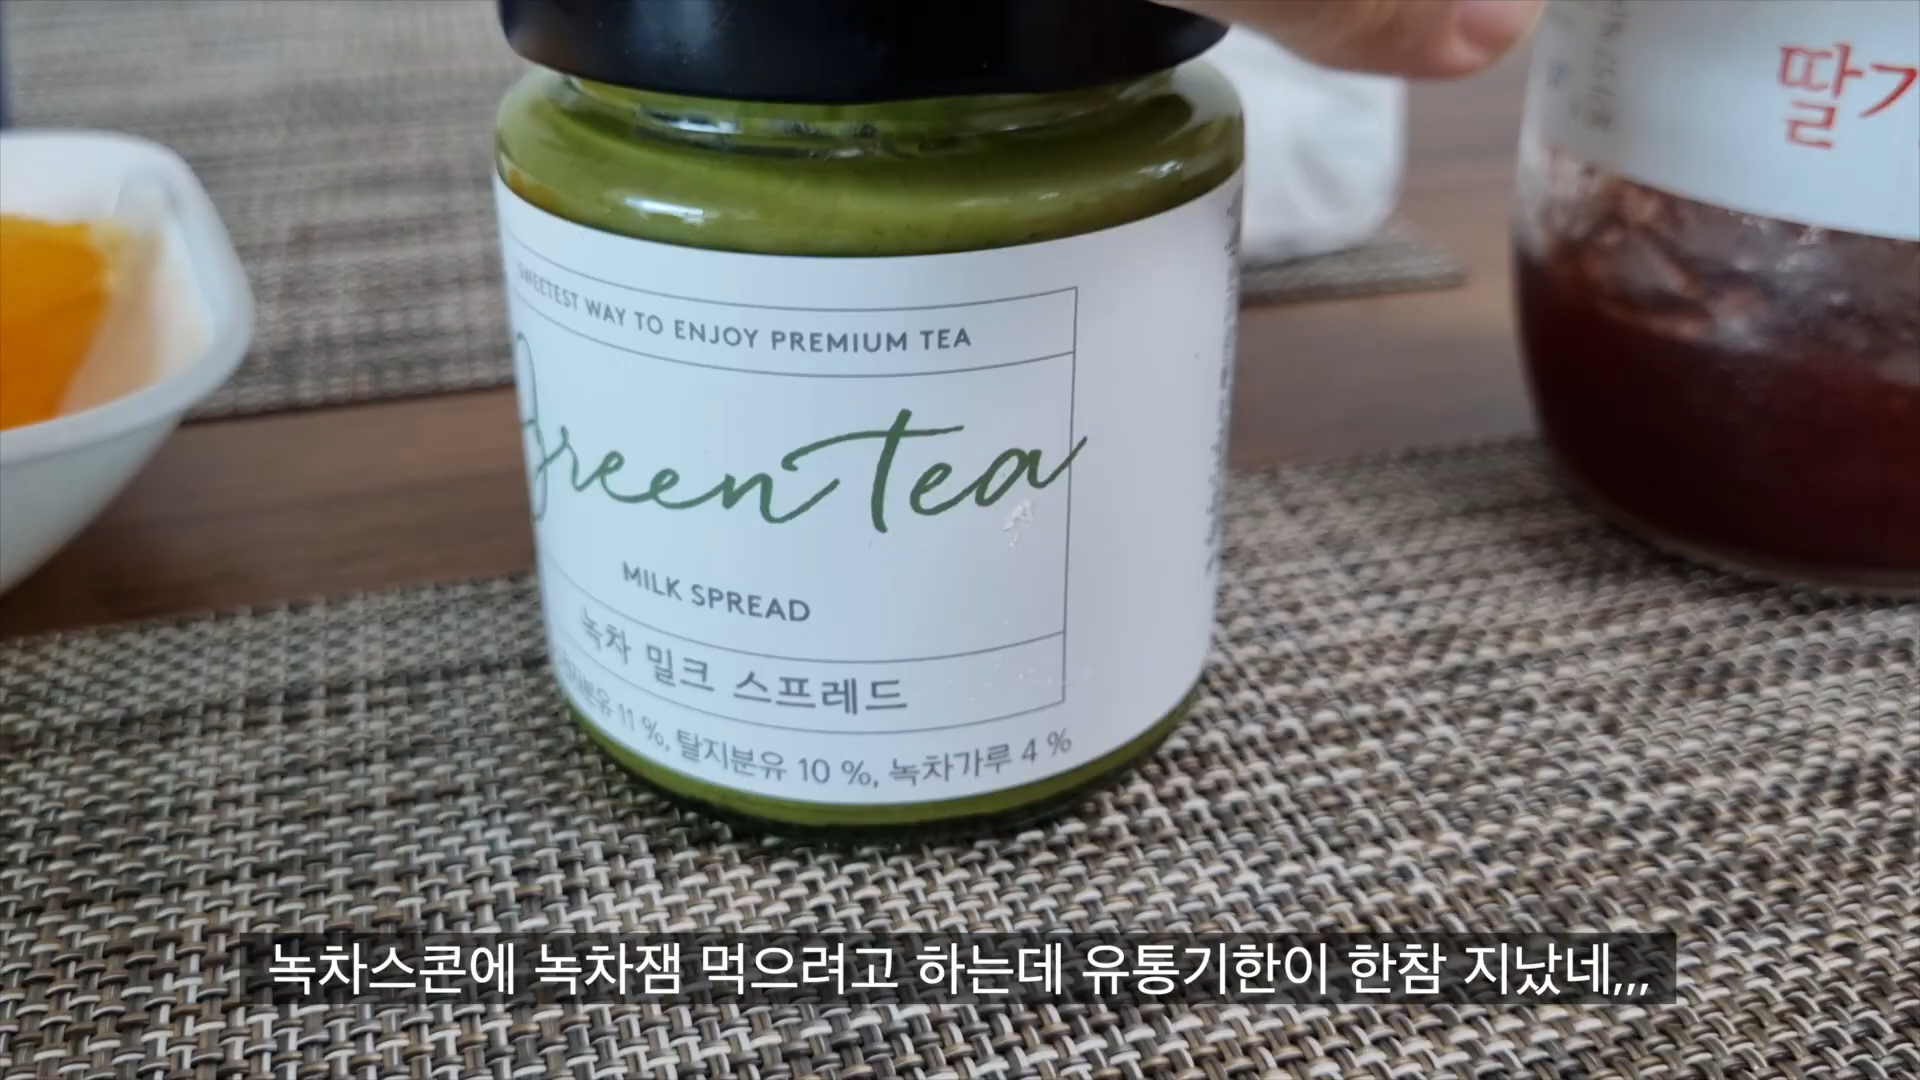 SWEETEST WAY TO ENJOY PREMIUM TEA
Green Tea
MILK SPREAD
녹차 밀크 스프레드
11 %, 탈지분유 10 %, 녹차가루 4 %
딸기
녹차스콘에 녹차잼 먹으려고 하는데 유통기한이 한참 지났네,,,